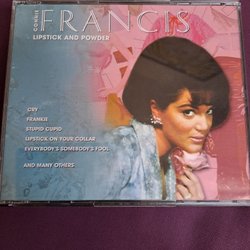 CONNIE
FRANCIS
LIPSTICK AND POWDER
CRY
FRANKIE
STUPID CUPID
LIPSTICK ON YOUR COLLAR
EVERYBODY'S SOMEBODY'S FOOL
AND MANY OTHERS